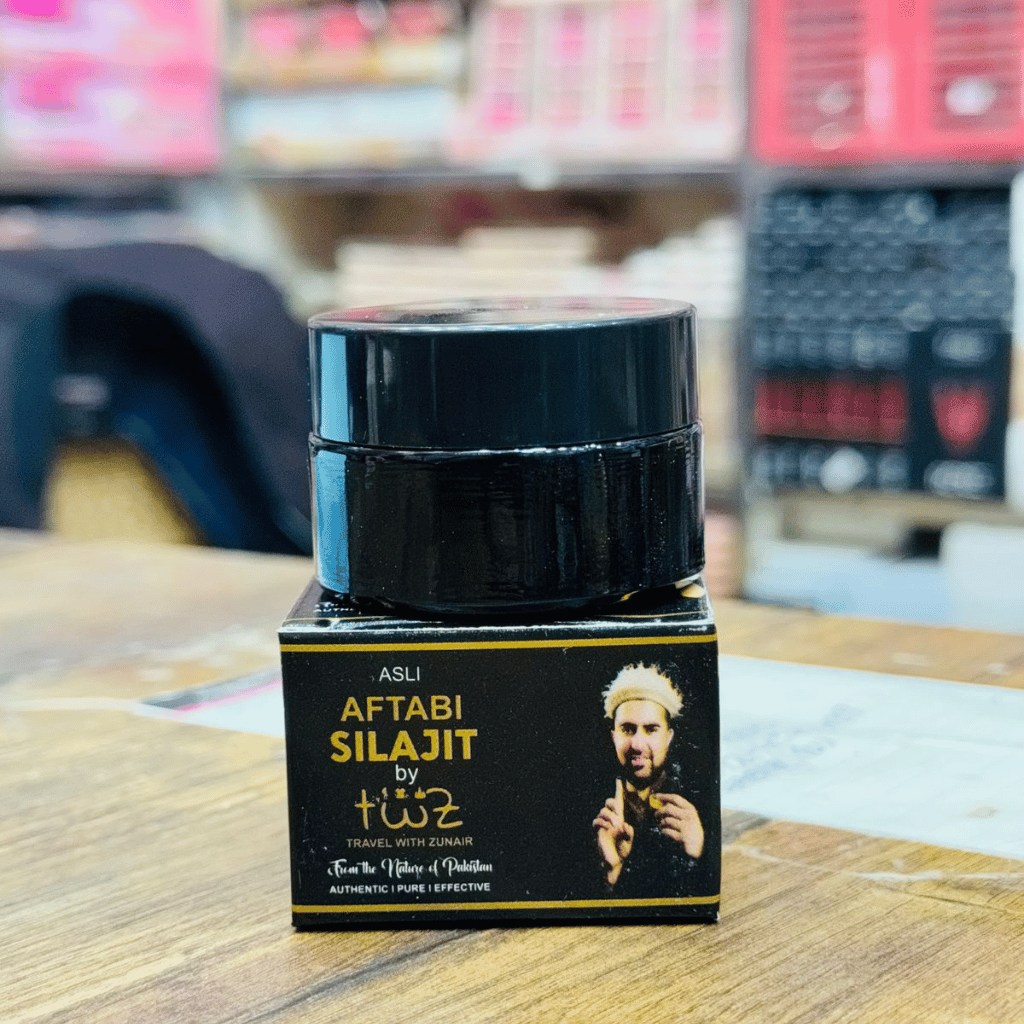 ASLI
AFTABI
SILAJIT
by
twz
TRAVEL WITH ZUNAIR
From the Nature of Pakistan
AUTHENTIC | PURE | EFFECTIVE